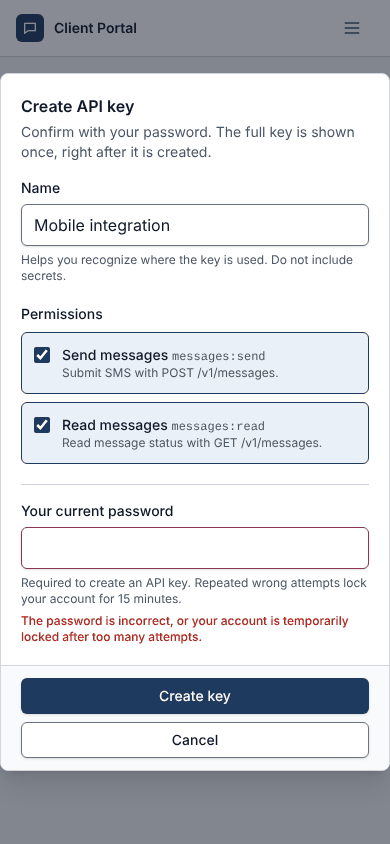 Client Portal
Create API key
Confirm with your password. The full key is shown
once, right after it is created.
Name
Mobile integration
Helps you recognize where the key is used. Do not include
secrets.
Permissions
Send messages messages:send
Submit SMS with POST /v1/messages.
Read messages messages:read
Read message status with GET /v1/messages.
Your current password
Required to create an API key. Repeated wrong attempts lock
your account for 15 minutes.
The password is incorrect, or your account is temporarily
locked after too many attempts.
Create key
Cancel